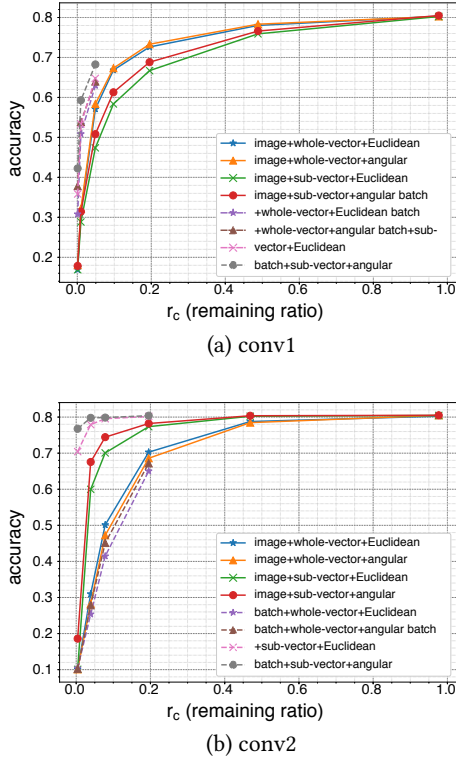 0.8
0.7
0.6
0.5
0.4
0.3
0.2
accuracy
image+whole-vector+Euclidean
image+whole-vector+angular
image+sub-vector+Euclidean
image+sub-vector+angular batch
+whole-vector+Euclidean batch
+whole-vector+angular batch+sub-
vector+Euclidean
batch+sub-vector+angular
0.0 0.2 0.4 0.6 0.8 1.0
r_c (remaining ratio)
(a) conv1
0.8
0.7
0.6
0.5
0.4
0.3
0.2
0.1
accuracy
image+whole-vector+Euclidean
image+whole-vector+angular
image+sub-vector+Euclidean
image+sub-vector+angular
batch+whole-vector+Euclidean
batch+whole-vector+angular batch
+sub-vector+Euclidean
batch+sub-vector+angular
0.0 0.2 0.4 0.6 0.8 1.0
r_c (remaining ratio)
(b) conv2